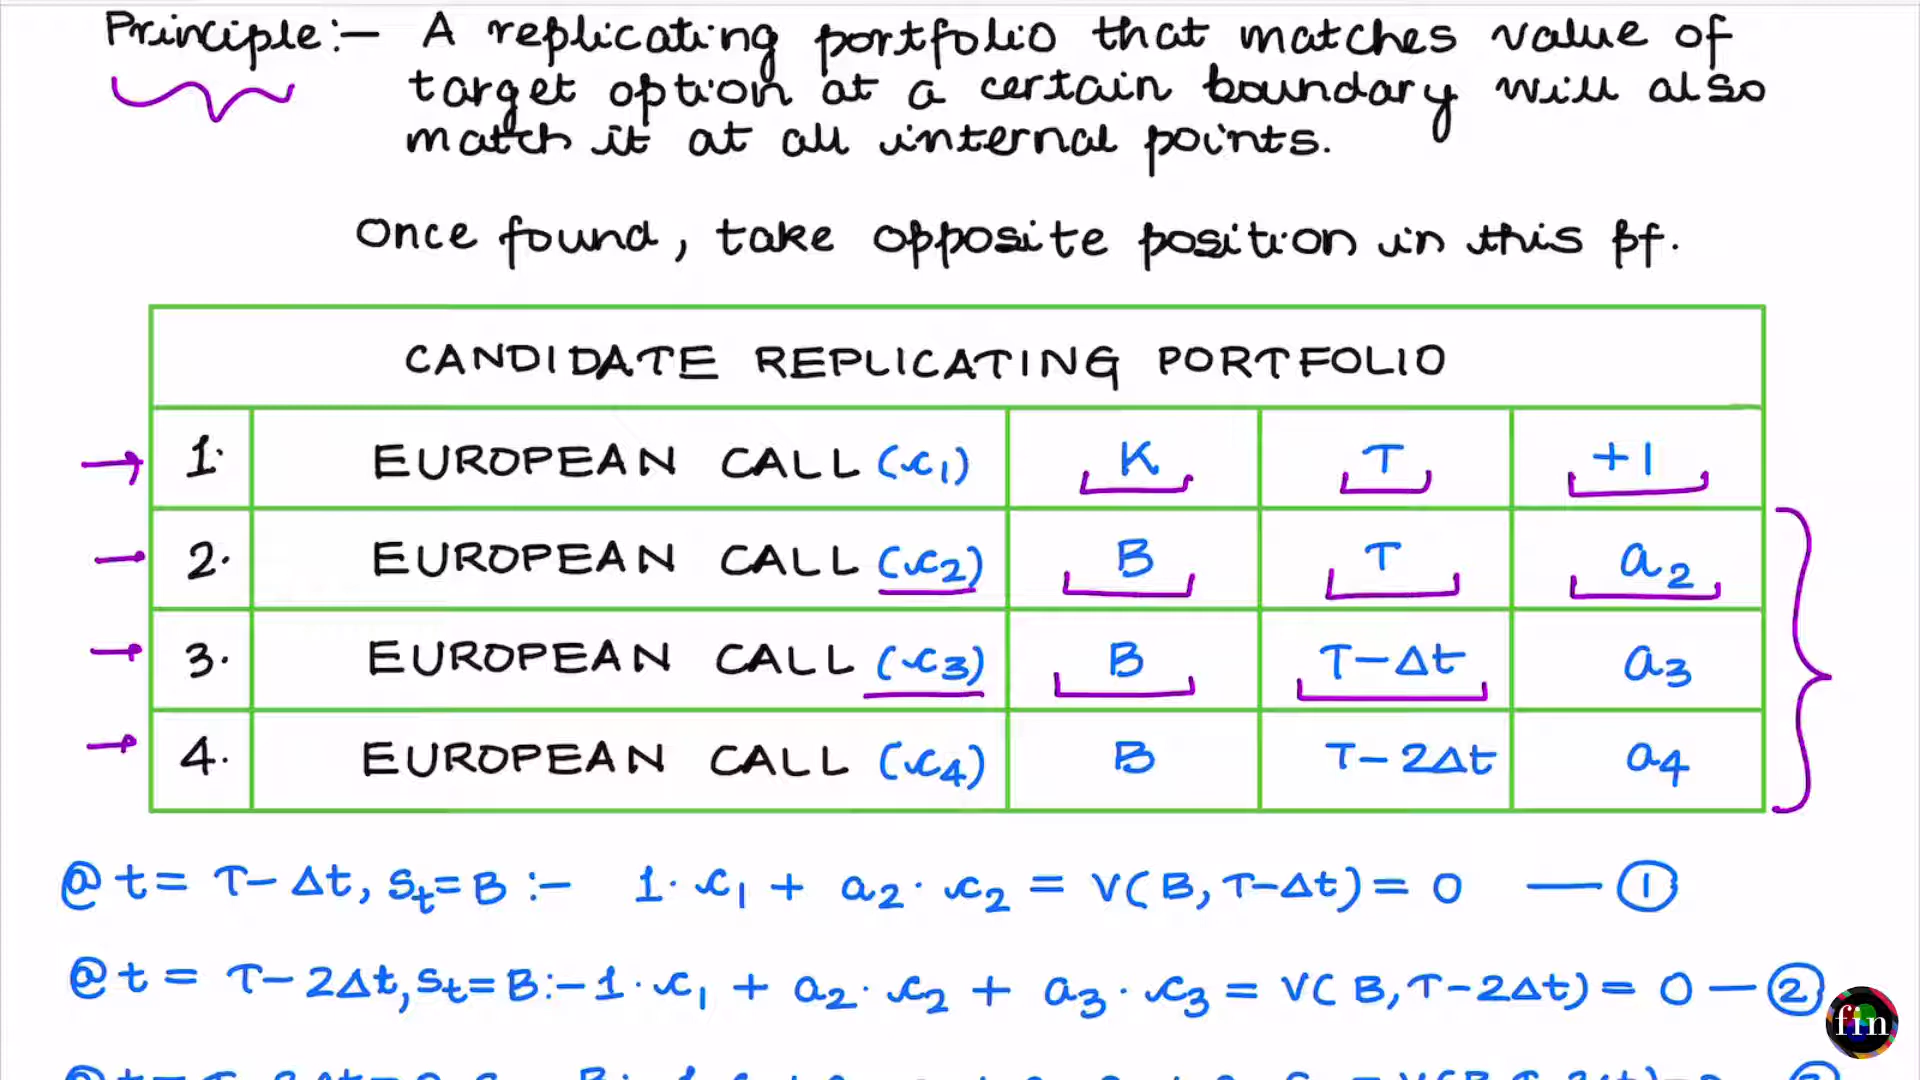 Principle:- A replicating portfolio that matches value of
target option at a certain boundary will also
match it at all internal points.
Once found, take opposite position in this pf.
CANDIDATE REPLICATING PORTFOLIO
1. EUROPEAN CALL (c1) K T +1
2. EUROPEAN CALL (c2) B T a2
3. EUROPEAN CALL (c3) B T-Δt a3
4. EUROPEAN CALL (c4) B T-2Δt a4
@ t = T-Δt, St=B :- 1·c1 + a2·c2 = V(B, T-Δt) = 0 — ①
@ t = T-2Δt, St=B:- 1·c1 + a2·c2 + a3·c3 = V(B, T-2Δt) = 0 — ②
fin